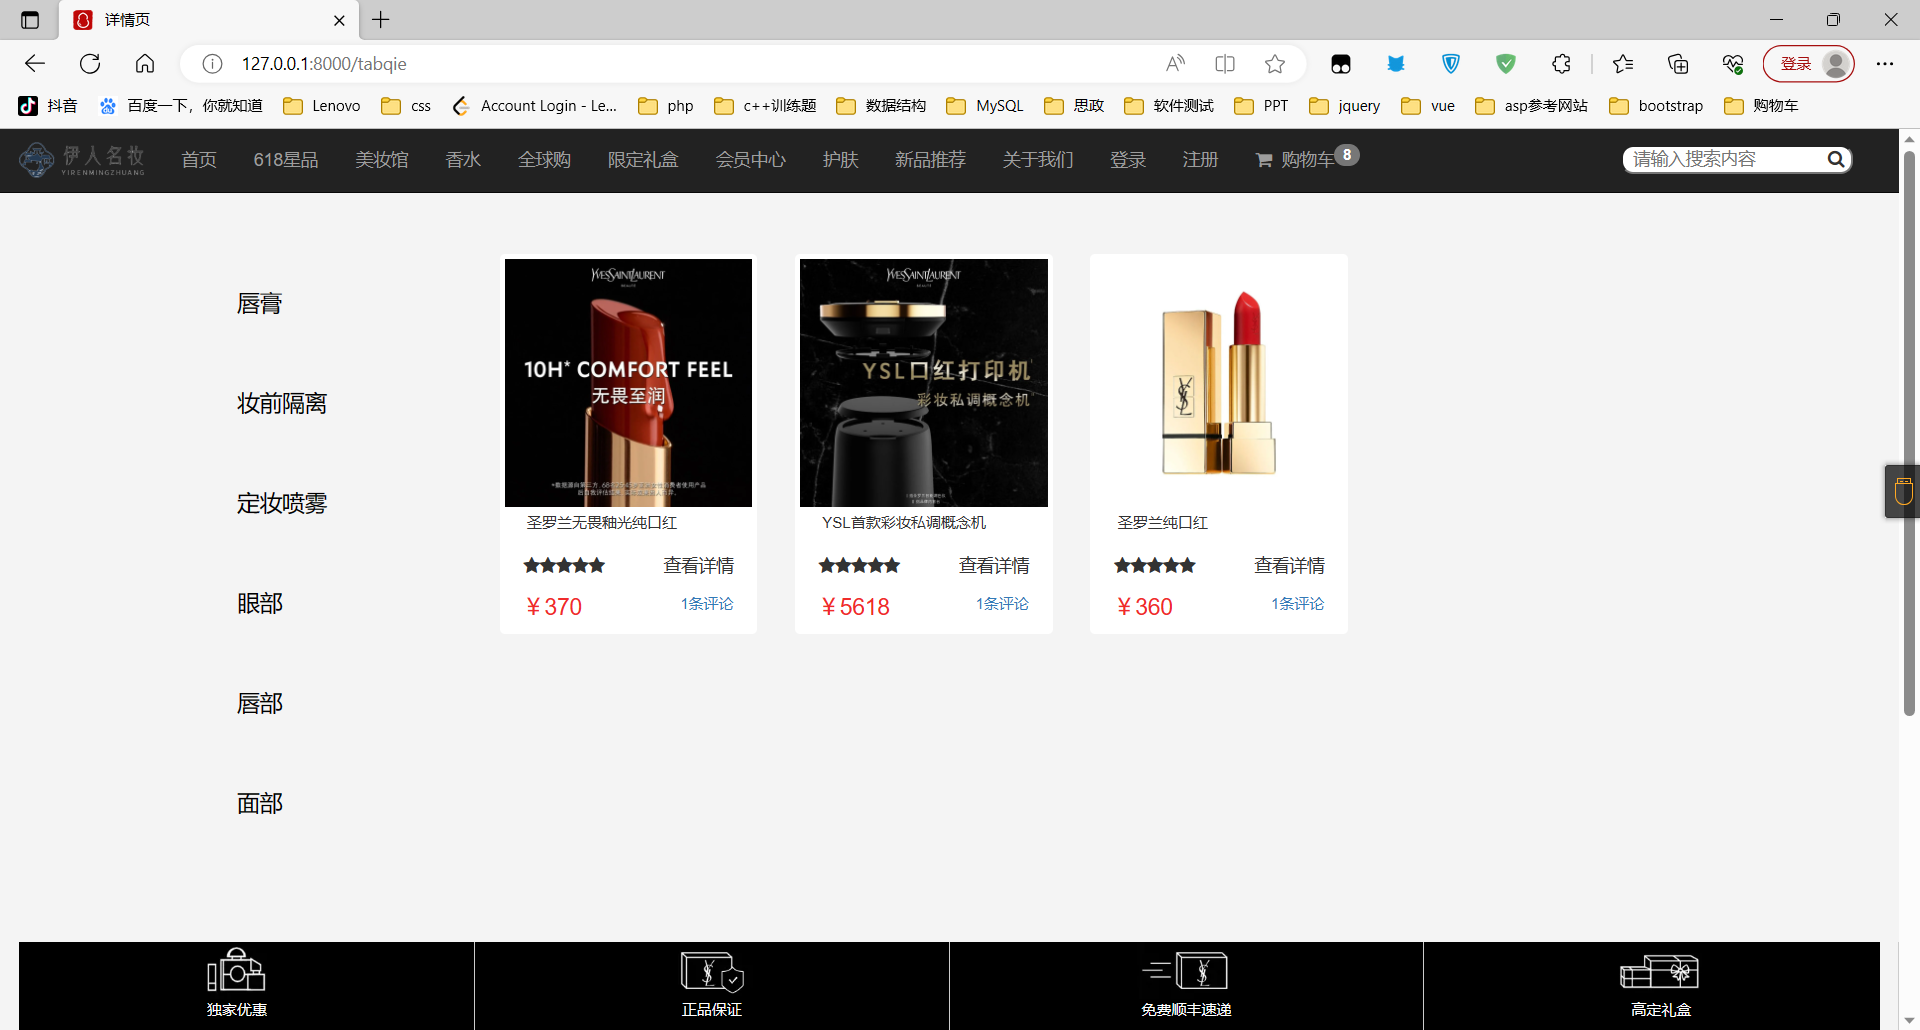 详情页
127.0.0.1:8000/tabqie
登录
抖音 百度一下，你就知道 Lenovo css Account Login - Le... php c++训练题 数据结构 MySQL 思政 软件测试 PPT jquery vue asp参考网站 bootstrap 购物车
伊人名妆
YIRENMINGZHUANG
首页 618星品 美妆馆 香水 全球购 限定礼盒 会员中心 护肤 新品推荐 关于我们 登录 注册 购物车 8 请输入搜索内容
唇膏
妆前隔离
定妆喷雾
眼部
唇部
面部
YVESSAINTLAURENT
BEAUTÉ
10H* COMFORT FEEL
无畏至润
圣罗兰无畏釉光纯口红
查看详情
￥370 1条评论
YVESSAINTLAURENT
BEAUTÉ
YSL口红打印机
彩妆私调概念机
YSL首款彩妆私调概念机
查看详情
￥5618 1条评论
圣罗兰纯口红
查看详情
￥360 1条评论
独家优惠 正品保证 免费顺丰速递 高定礼盒